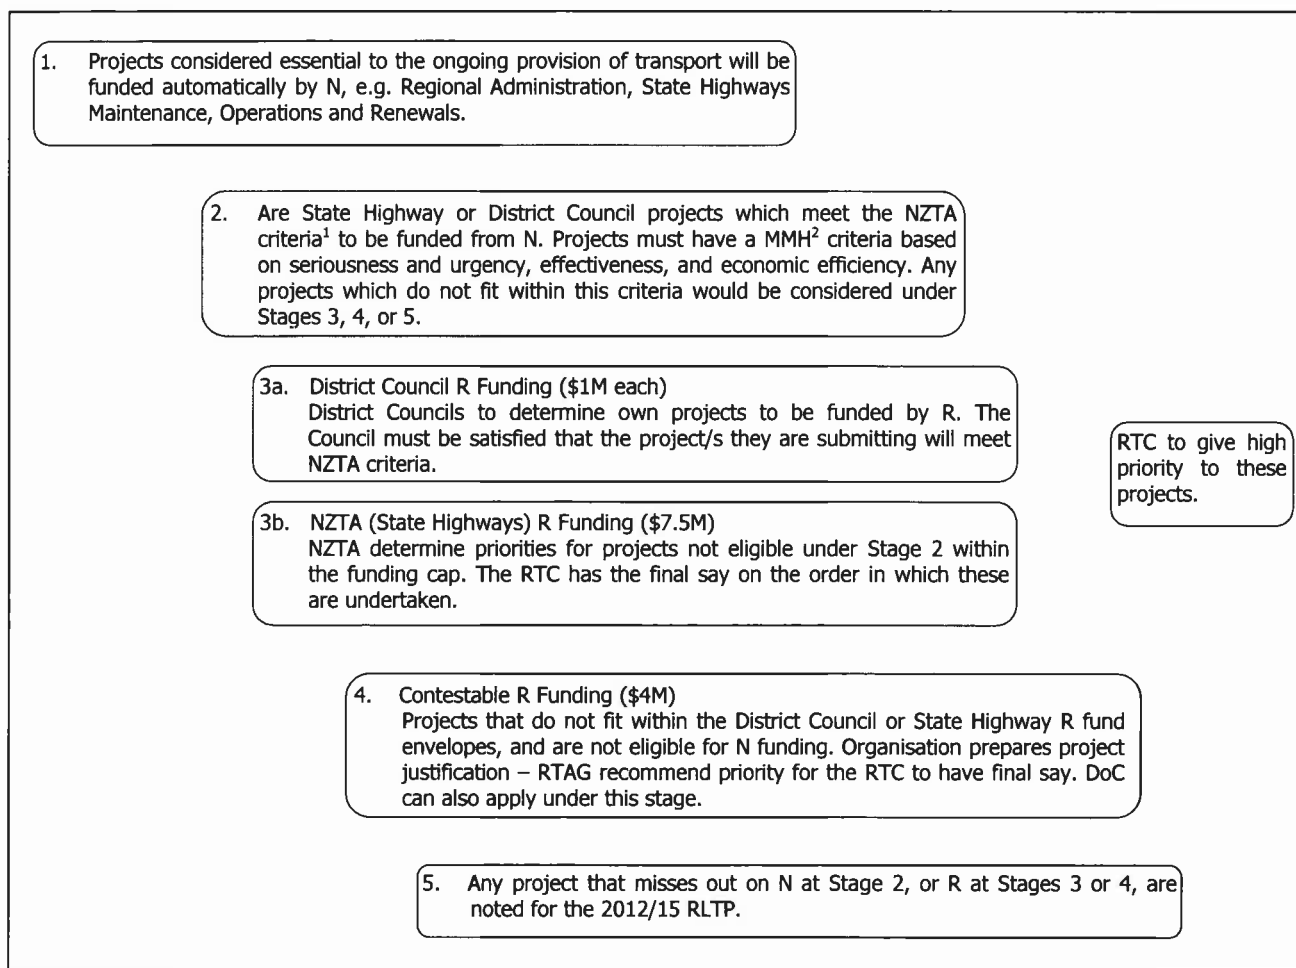 1. Projects considered essential to the ongoing provision of transport will be
funded automatically by N, e.g. Regional Administration, State Highways
Maintenance, Operations and Renewals.
2. Are State Highway or District Council projects which meet the NZTA
criteria¹ to be funded from N. Projects must have a MMH² criteria based
on seriousness and urgency, effectiveness, and economic efficiency. Any
projects which do not fit within this criteria would be considered under
Stages 3, 4, or 5.
3a. District Council R Funding ($1M each)
District Councils to determine own projects to be funded by R. The
Council must be satisfied that the project/s they are submitting will meet
NZTA criteria.
RTC to give high
priority to these
projects.
3b. NZTA (State Highways) R Funding ($7.5M)
NZTA determine priorities for projects not eligible under Stage 2 within
the funding cap. The RTC has the final say on the order in which these
are undertaken.
4. Contestable R Funding ($4M)
Projects that do not fit within the District Council or State Highway R fund
envelopes, and are not eligible for N funding. Organisation prepares project
justification – RTAG recommend priority for the RTC to have final say. DoC
can also apply under this stage.
5. Any project that misses out on N at Stage 2, or R at Stages 3 or 4, are
noted for the 2012/15 RLTP.